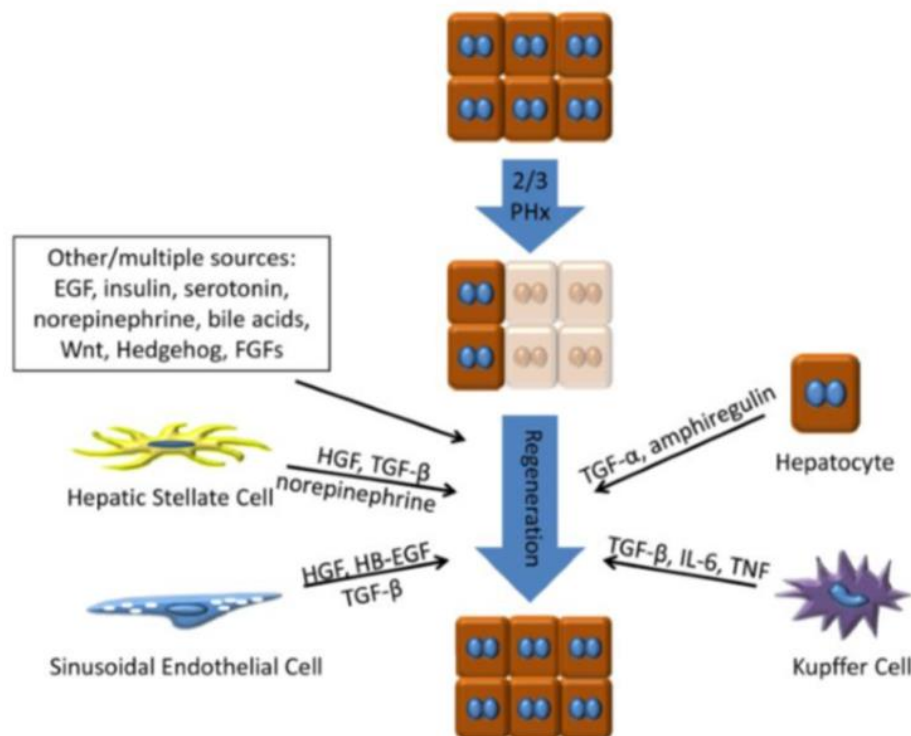 2/3
PHx
Other/multiple sources:
EGF, insulin, serotonin,
norepinephrine, bile acids,
Wnt, Hedgehog, FGFs
Regeneration
TGF-α, amphiregulin
Hepatocyte
HGF, TGF-β
norepinephrine
Hepatic Stellate Cell
HGF, HB-EGF
TGF-β
Sinusoidal Endothelial Cell
TGF-β, IL-6, TNF
Kupffer Cell